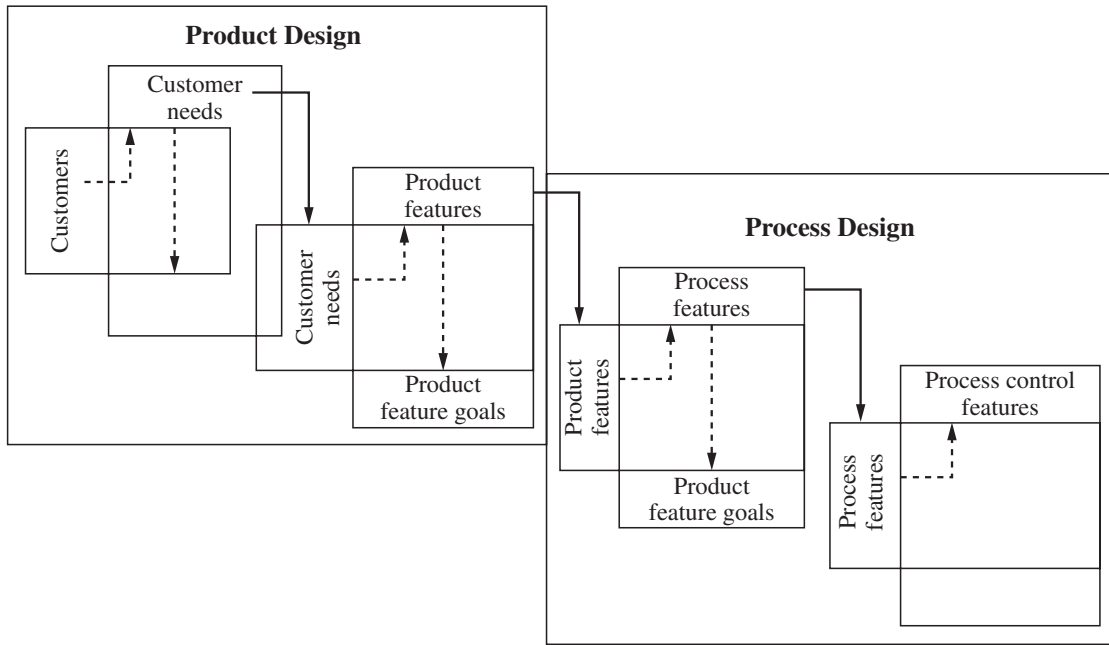 Product Design
Customer
needs
Customers
Product
features
Customer
needs
Product
feature goals
Process Design
Process
features
Product
features
Product
feature goals
Process control
features
Process
features